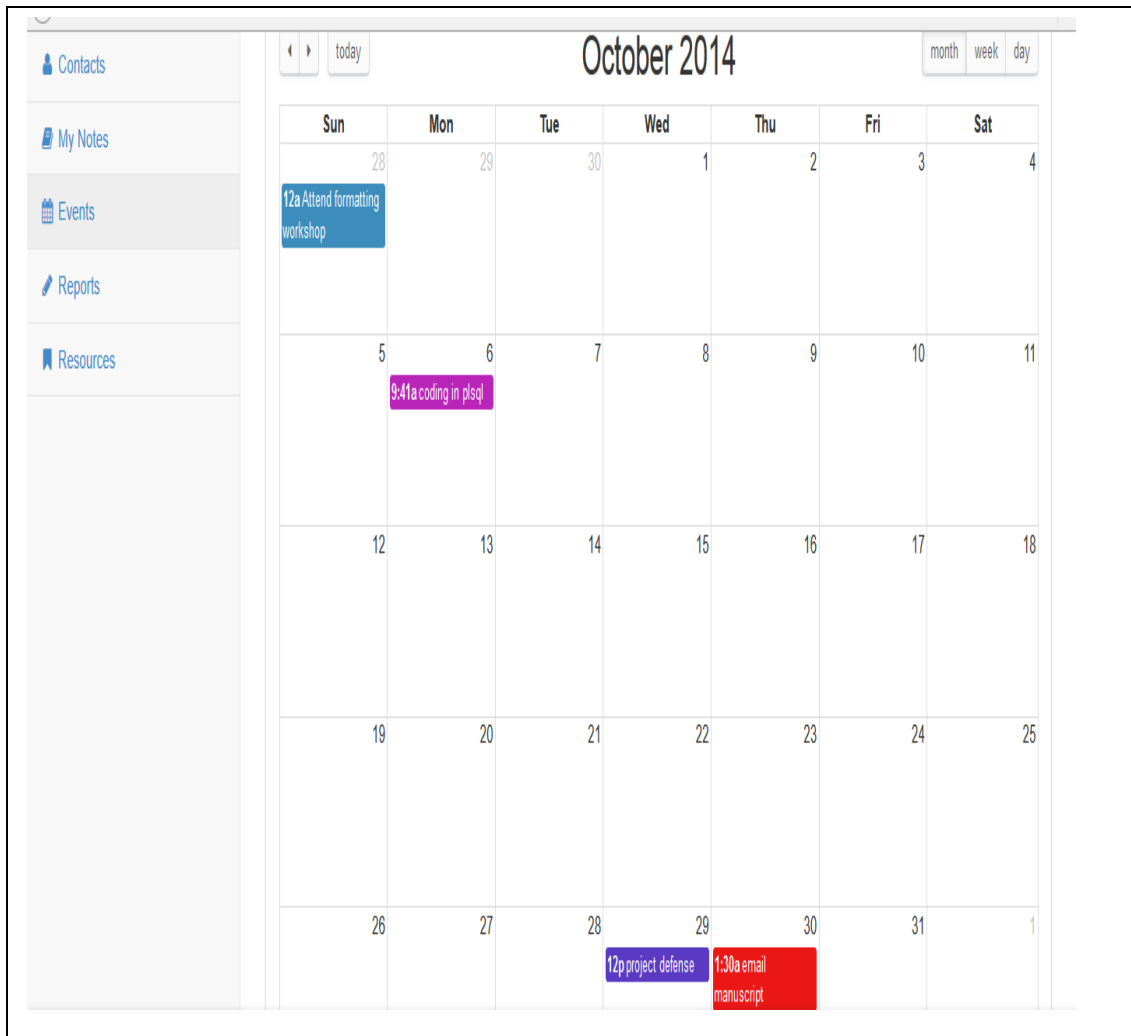 Contacts
My Notes
Events
Reports
Resources
today
October 2014
month week day
Sun Mon Tue Wed Thu Fri Sat
28 29 30 1 2 3 4
12a Attend formatting
workshop
5 6 7 8 9 10 11
9:41a coding in plsql
12 13 14 15 16 17 18
19 20 21 22 23 24 25
26 27 28 29 30 31 1
12p project defense
1:30a email
manuscript